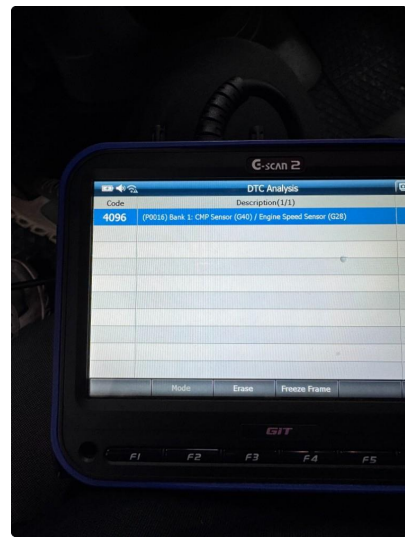 G-SCAN 2
DTC Analysis
Code Description(1/1)
4096 (P0016) Bank 1: CMP Sensor (G40) / Engine Speed Sensor (G28)
Mode Erase Freeze Frame
GIT
F1 F2 F3 F4 F5